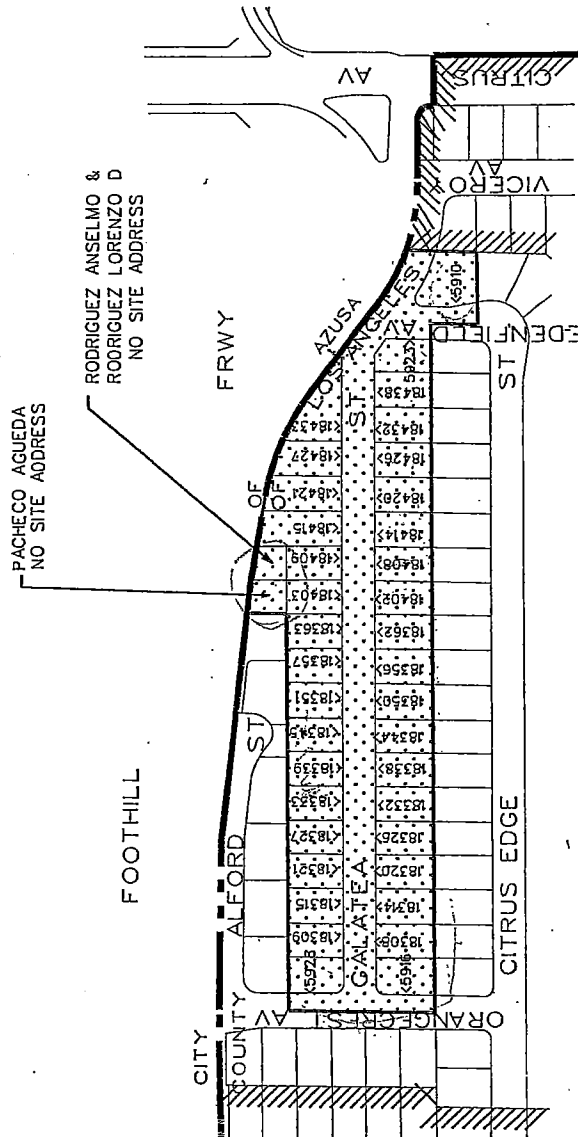 PACHECO AGUEDA
NO SITE ADDRESS
RODRIGUEZ ANSELMO &
RODRIGUEZ LORENZO D
NO SITE ADDRESS
FOOTHILL
FRWY
CITY OF AZUSA
COUNTY OF LOS ANGELES
ALFORD ST
<5928
<18309
<18315
<18321
<18327
<18333
<18339
<18345
<18351
<18357
<18363
<18403
<18409
<18415
<18421
<18427
<18433
GALATEA ST
<5916
18308>
18314>
18320>
18326>
18332>
18338>
18344>
18350>
18356>
18362>
18402>
18408>
18414>
18420>
18426>
18432>
18438>
5923>
<5910
ORANGECREST AV
EDENFIELD AV
VICEROY AV
CITRUS AV
CITRUS EDGE ST